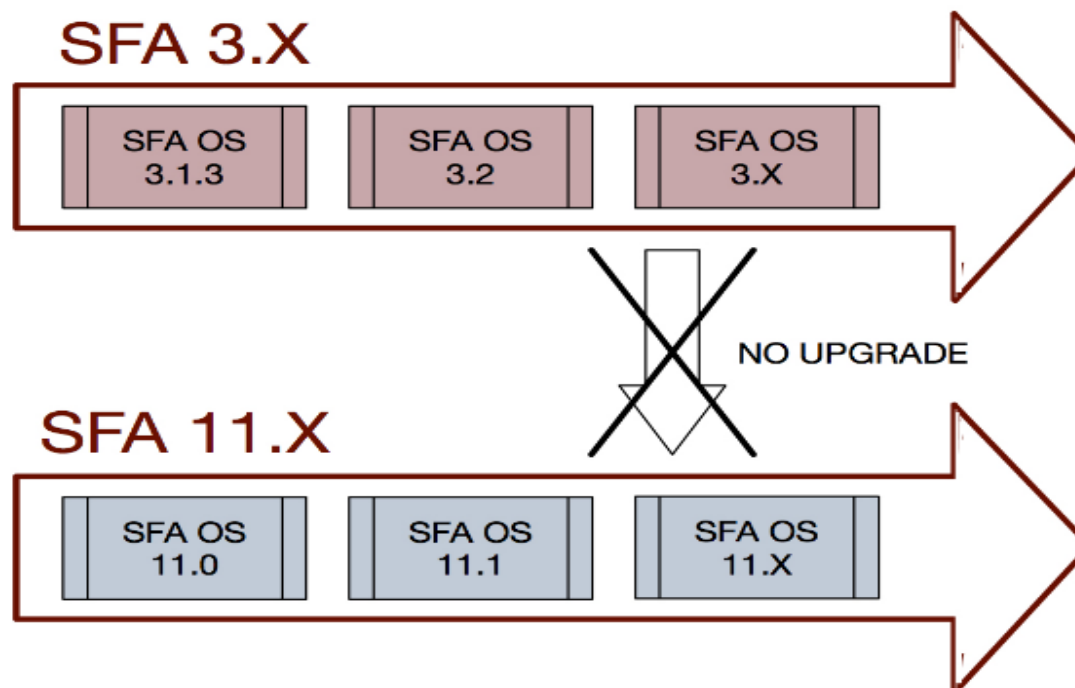 SFA 3.X
SFA OS
3.1.3
SFA OS
3.2
SFA OS
3.X
NO UPGRADE
SFA 11.X
SFA OS
11.0
SFA OS
11.1
SFA OS
11.X